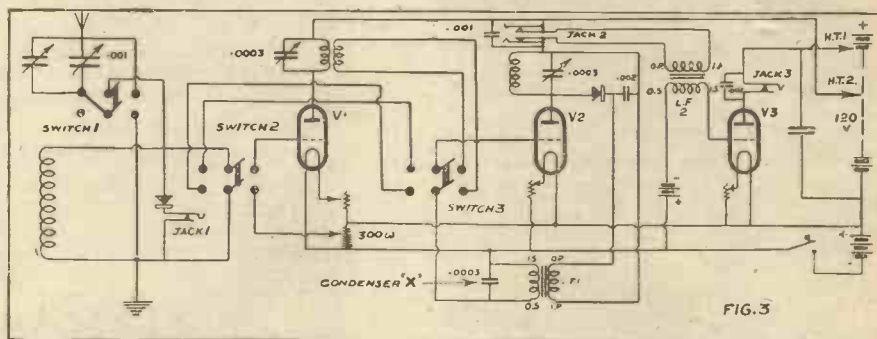 .001
SWITCH 1
JACK 1
SWITCH 2
.0003
V1
300ω
CONDENSER "X"
.0003
I.S
O.P
O.S
I.P
T1
SWITCH 3
.001
JACK 2
.0003
.002
V2
O.P.
I.P.
O.S
I.S
L.F
2
JACK 3
V3
+
H.T.1
H.T.2.
120
V
-
+
-
+
-
FIG. 3